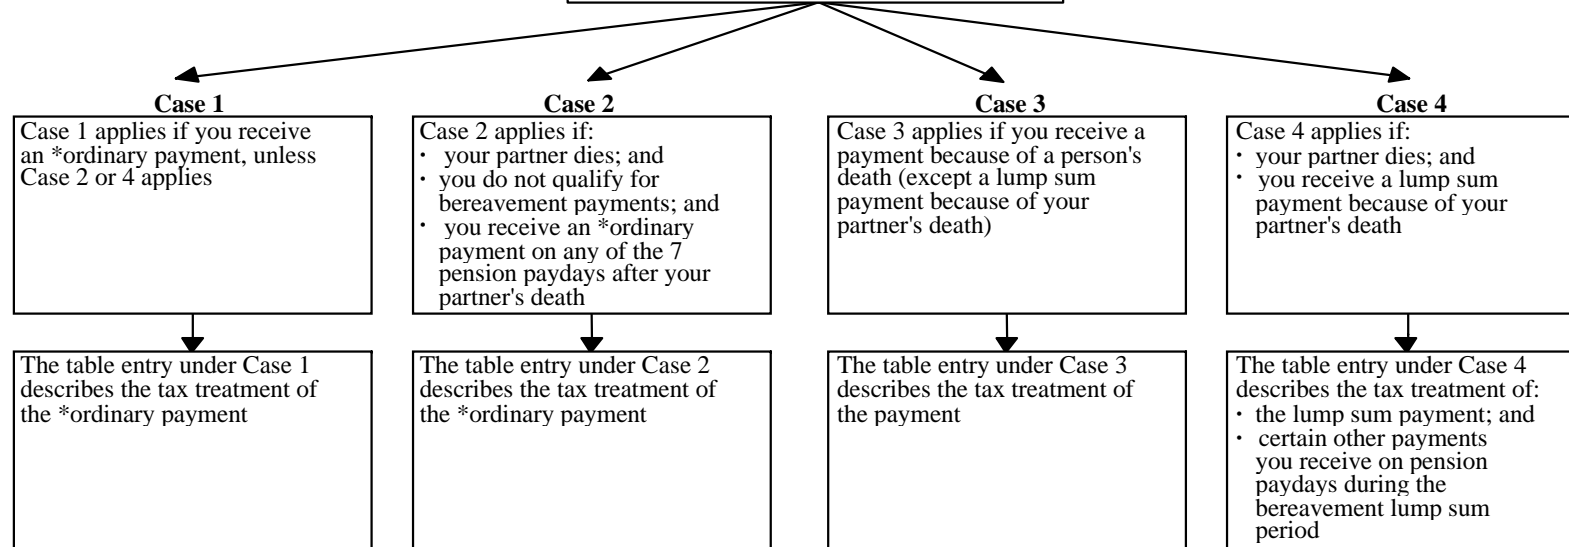 Case 1
Case 1 applies if you receive
an *ordinary payment, unless
Case 2 or 4 applies
The table entry under Case 1
describes the tax treatment of
the *ordinary payment
Case 2
Case 2 applies if:
· your partner dies; and
· you do not qualify for
bereavement payments; and
· you receive an *ordinary
payment on any of the 7
pension paydays after your
partner's death
The table entry under Case 2
describes the tax treatment of
the *ordinary payment
Case 3
Case 3 applies if you receive a
payment because of a person's
death (except a lump sum
payment because of your
partner's death)
The table entry under Case 3
describes the tax treatment of
the payment
Case 4
Case 4 applies if:
· your partner dies; and
· you receive a lump sum
payment because of your
partner's death
The table entry under Case 4
describes the tax treatment of:
· the lump sum payment; and
· certain other payments
you receive on pension
paydays during the
bereavement lump sum
period